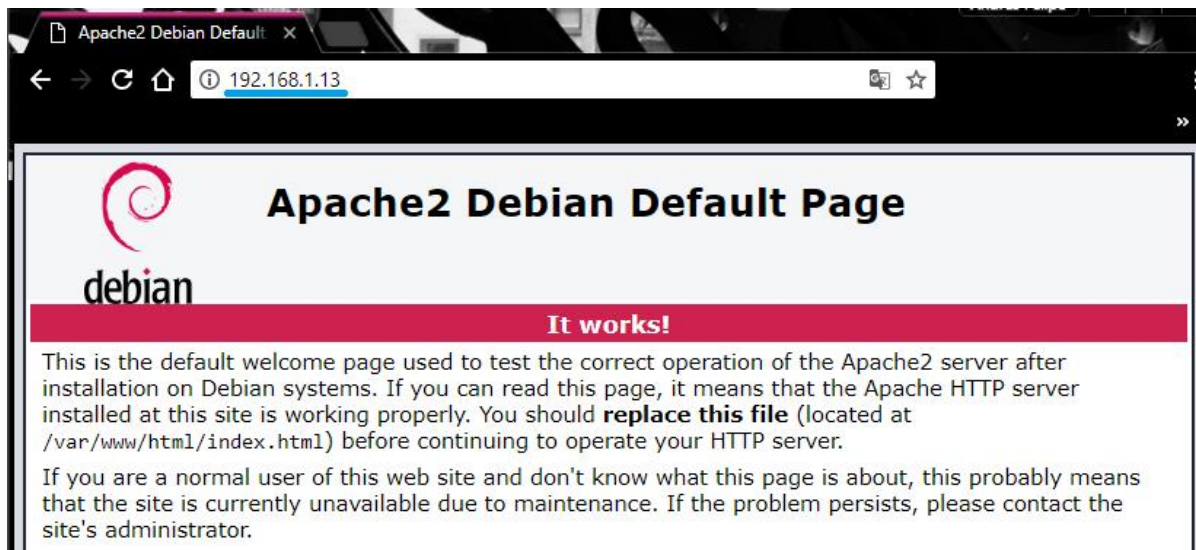 Apache2 Debian Default
192.168.1.13
debian
Apache2 Debian Default Page
It works!
This is the default welcome page used to test the correct operation of the Apache2 server after
installation on Debian systems. If you can read this page, it means that the Apache HTTP server
installed at this site is working properly. You should replace this file (located at
/var/www/html/index.html) before continuing to operate your HTTP server.
If you are a normal user of this web site and don't know what this page is about, this probably means
that the site is currently unavailable due to maintenance. If the problem persists, please contact the
site's administrator.